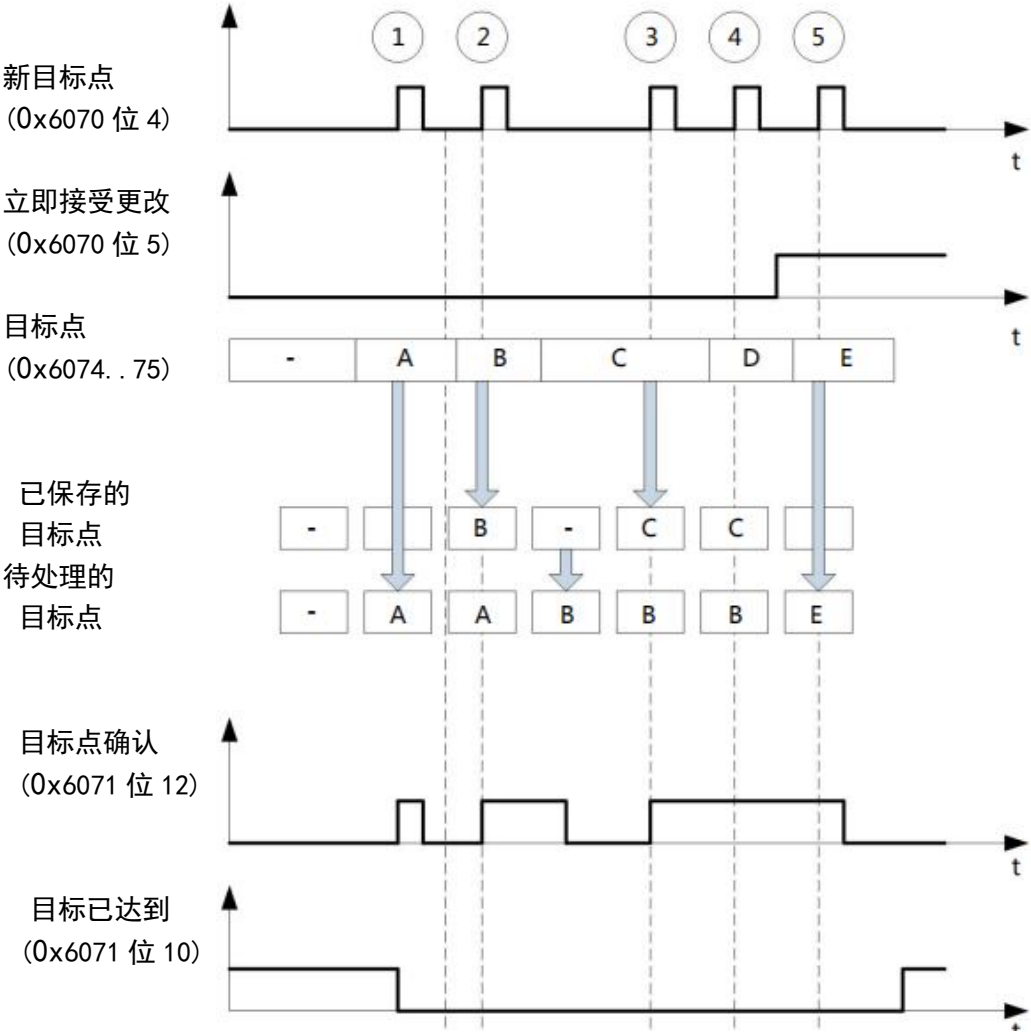 1 2 3 4 5
新目标点
(0x6070 位 4)
t
立即接受更改
(0x6070 位 5)
t
目标点
(0x6074..75)
- A B C D E
已保存的
目标点
- B - C C
待处理的
目标点
- A A B B B E
目标点确认
(0x6071 位 12)
t
目标已达到
(0x6071 位 10)
t